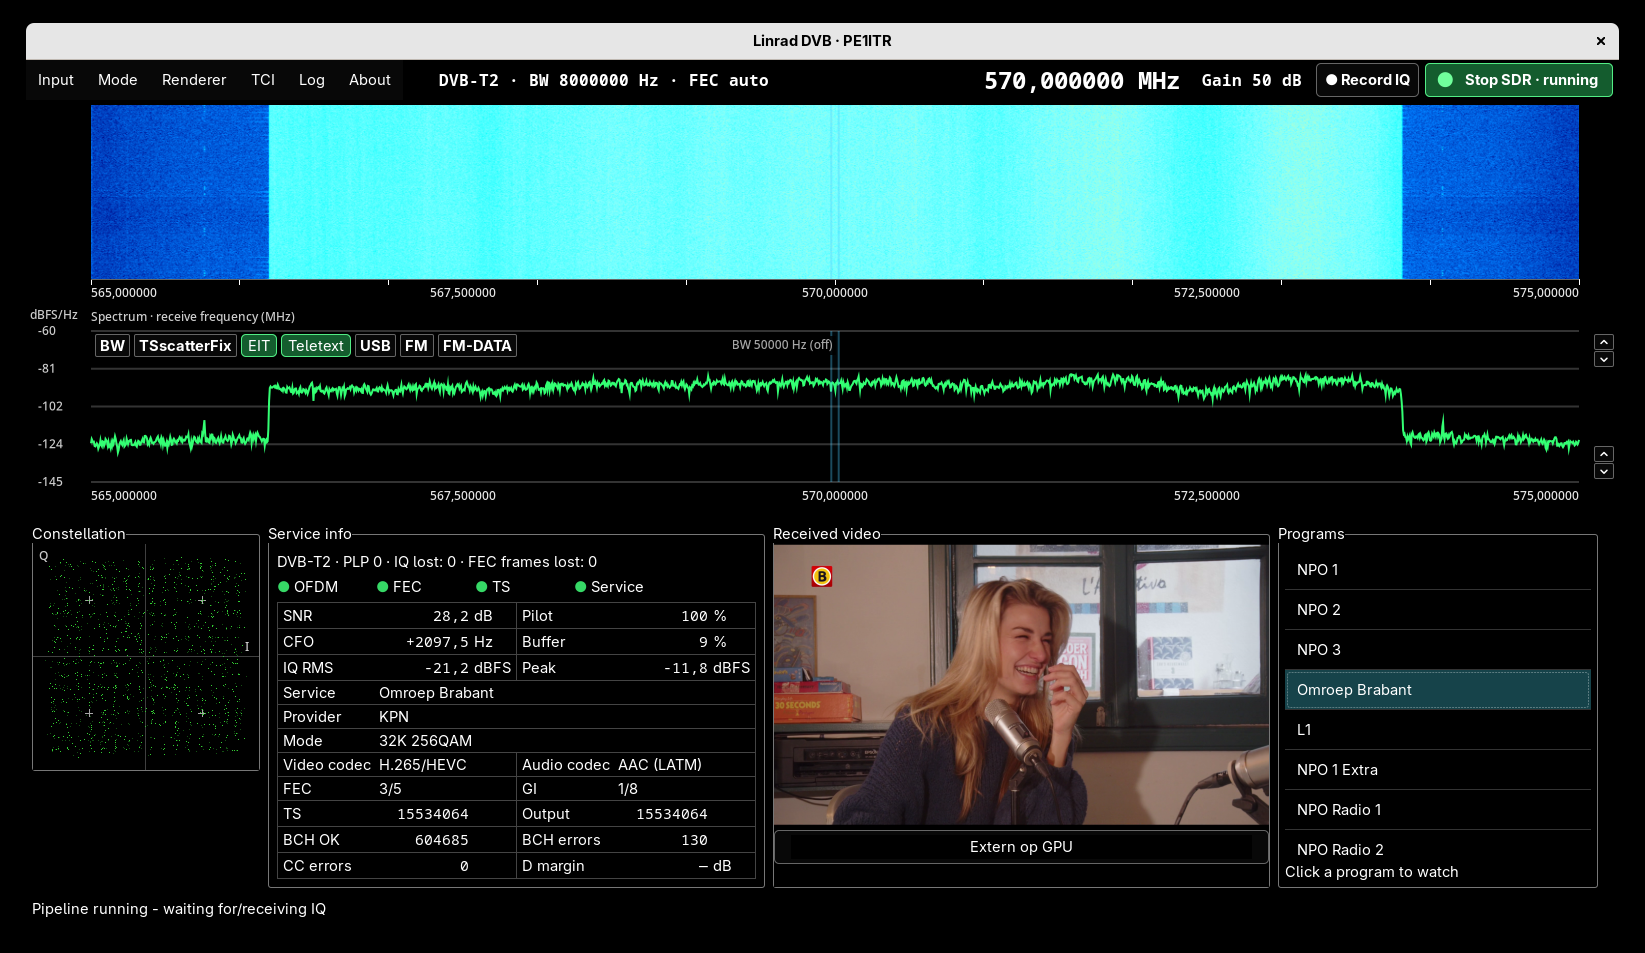 Linrad DVB · PE1ITR
Input Mode Renderer TCI Log About DVB-T2 · BW 8000000 Hz · FEC auto 570,000000 MHz Gain 50 dB Record IQ Stop SDR · running
565,000000 567,500000 570,000000 572,500000 575,000000
dBFS/Hz Spectrum · receive frequency (MHz)
-60
BW TSscatterFix EIT Teletext USB FM FM-DATA BW 50000 Hz (off)
-81
-102
-124
-145
565,000000 567,500000 570,000000 572,500000 575,000000
Constellation
Q
I
Service info
DVB-T2 · PLP 0 · IQ lost: 0 · FEC frames lost: 0
OFDM FEC TS Service
SNR 28,2 dB Pilot 100 %
CFO +2097,5 Hz Buffer 9 %
IQ RMS -21,2 dBFS Peak -11,8 dBFS
Service Omroep Brabant
Provider KPN
Mode 32K 256QAM
Video codec H.265/HEVC Audio codec AAC (LATM)
FEC 3/5 GI 1/8
TS 15534064 Output 15534064
BCH OK 604685 BCH errors 130
CC errors 0 D margin — dB
Received video
B
30 SECONDS
Extern op GPU
Programs
NPO 1
NPO 2
NPO 3
Omroep Brabant
L1
NPO 1 Extra
NPO Radio 1
NPO Radio 2
Click a program to watch
Pipeline running - waiting for/receiving IQ